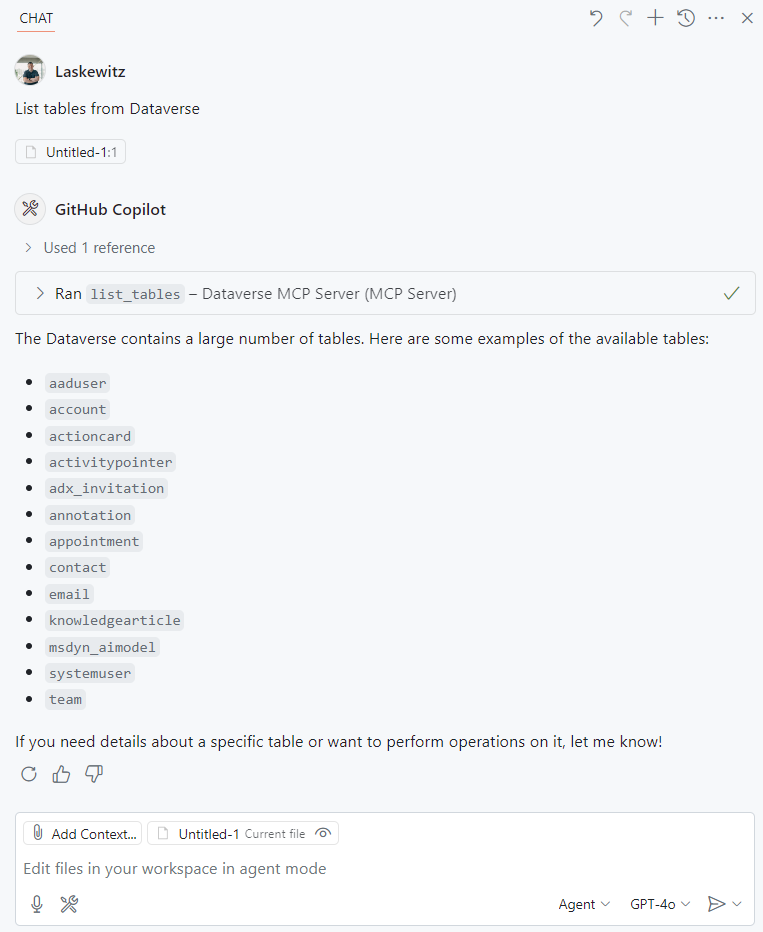 CHAT
Laskewitz
List tables from Dataverse
Untitled-1:1
GitHub Copilot
Used 1 reference
Ran list_tables – Dataverse MCP Server (MCP Server)
The Dataverse contains a large number of tables. Here are some examples of the available tables:
aaduser
account
actioncard
activitypointer
adx_invitation
annotation
appointment
contact
email
knowledgearticle
msdyn_aimodel
systemuser
team
If you need details about a specific table or want to perform operations on it, let me know!
Add Context... Untitled-1 Current file
Edit files in your workspace in agent mode
Agent GPT-4o